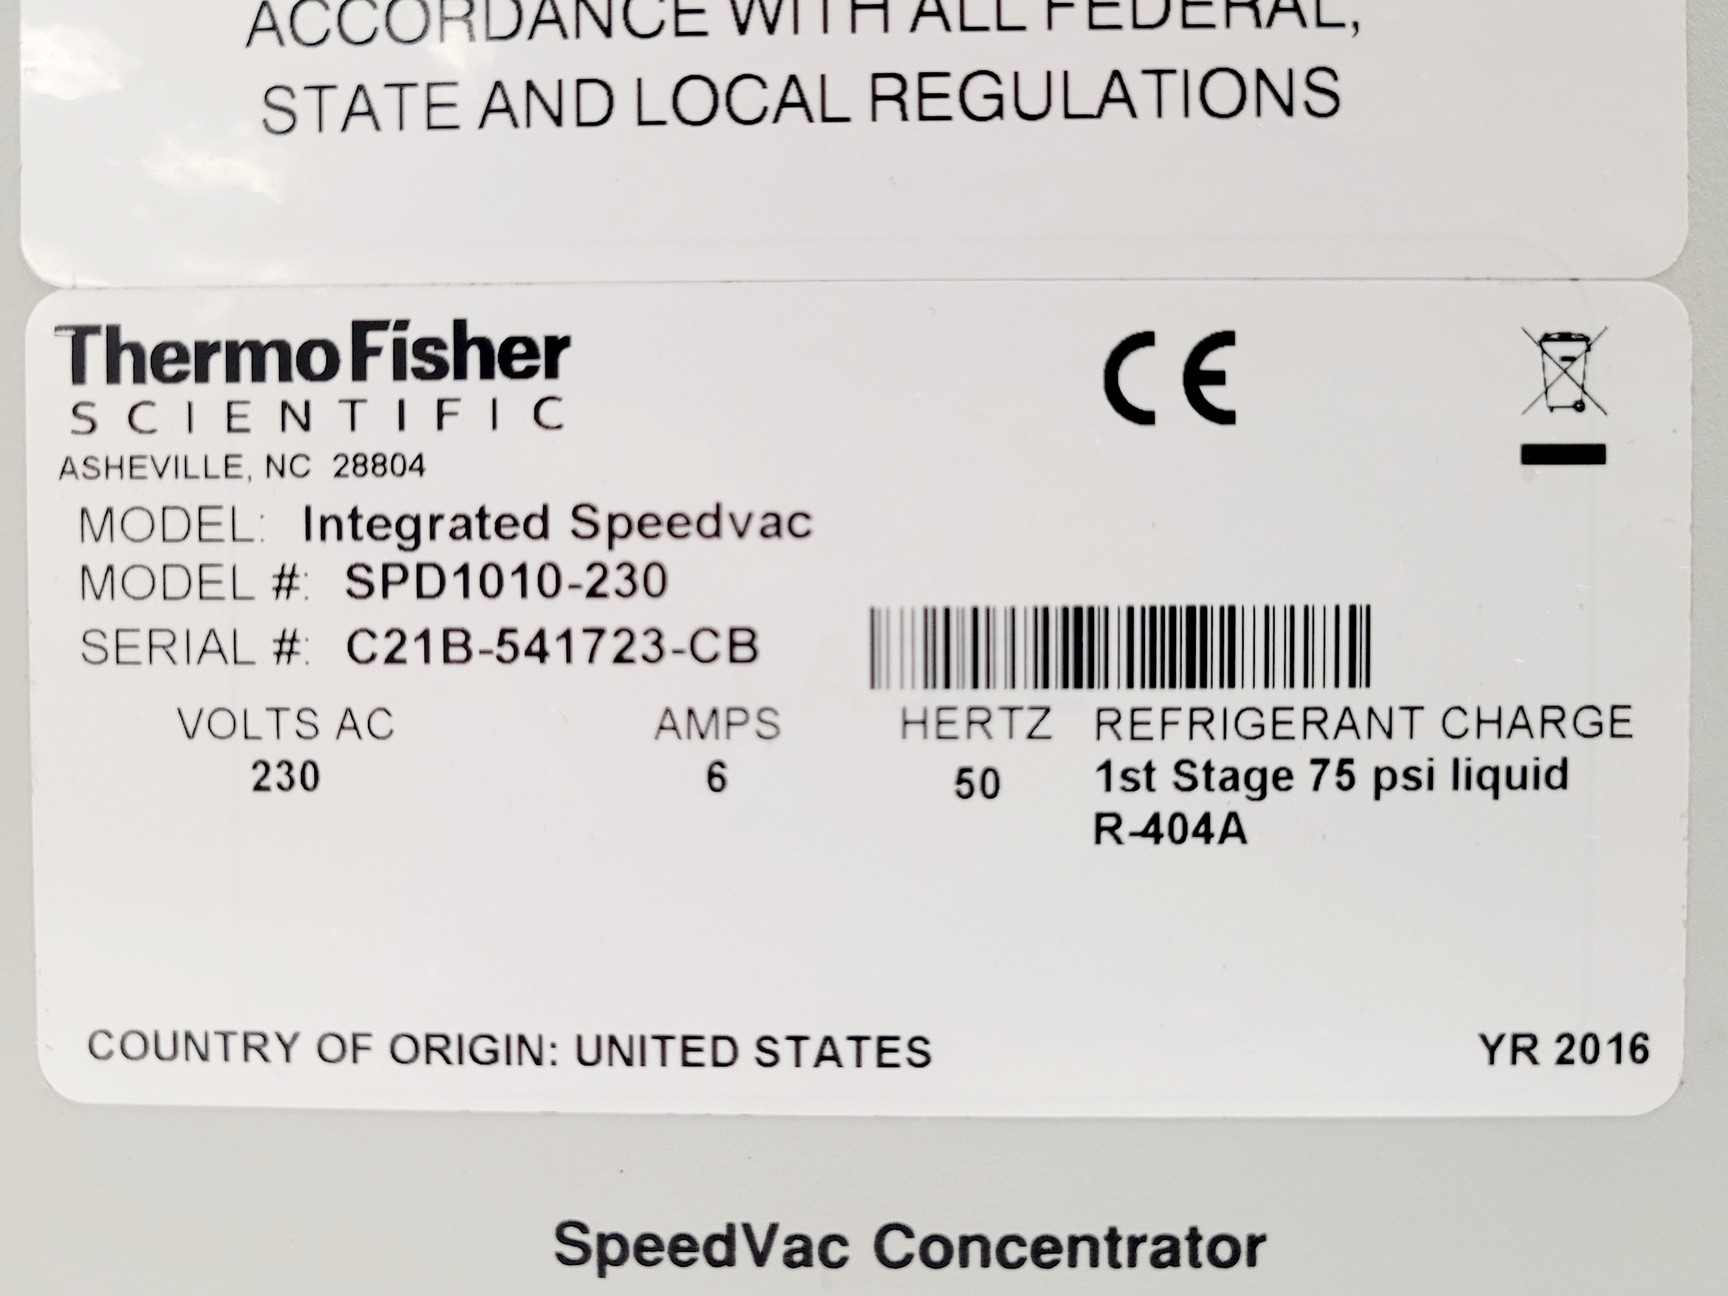 ACCORDANCE WITH ALL FEDERAL,
STATE AND LOCAL REGULATIONS
ThermoFisher
SCIENTIFIC
ASHEVILLE, NC 28804
MODEL: Integrated Speedvac
MODEL #: SPD1010-230
SERIAL #: C21B-541723-CB
VOLTS AC AMPS HERTZ REFRIGERANT CHARGE
230 6 50 1st Stage 75 psi liquid
R-404A
COUNTRY OF ORIGIN: UNITED STATES YR 2016
SpeedVac Concentrator